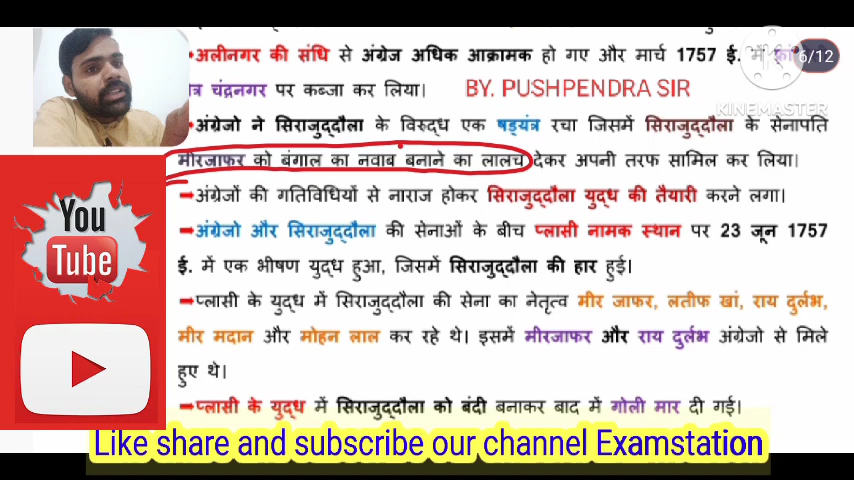 ➡अलीनगर की संधि से अंग्रेज अधिक आक्रामक हो गए और मार्च 1757 ई. में
6/12
चंद्रनगर पर कब्जा कर लिया।
BY. PUSHPENDRA SIR
KINEMASTER
➡अंग्रेजो ने सिराजुद्दौला के विरुद्ध एक षड्यंत्र रचा जिसमें सिराजुद्दौला के सेनापति
मीरजाफर को बंगाल का नवाब बनाने का लालच देकर अपनी तरफ सामिल कर लिया।
➡अंग्रेजों की गतिविधियों से नाराज होकर सिराजुद्दौला युद्ध की तैयारी करने लगा।
➡अंग्रेजो और सिराजुद्दौला की सेनाओं के बीच प्लासी नामक स्थान पर 23 जून 1757
ई. में एक भीषण युद्ध हुआ, जिसमें सिराजुद्दौला की हार हुई।
➡प्लासी के युद्ध में सिराजुद्दौला की सेना का नेतृत्व मीर जाफर, लतीफ खां, राय दुर्लभ,
मीर मदान और मोहन लाल कर रहे थे। इसमें मीरजाफर और राय दुर्लभ अंग्रेजो से मिले
हुए थे।
➡प्लासी के युद्ध में सिराजुद्दौला को बंदी बनाकर बाद में गोली मार दी गई।
You
Tube
Like share and subscribe our channel Examstation